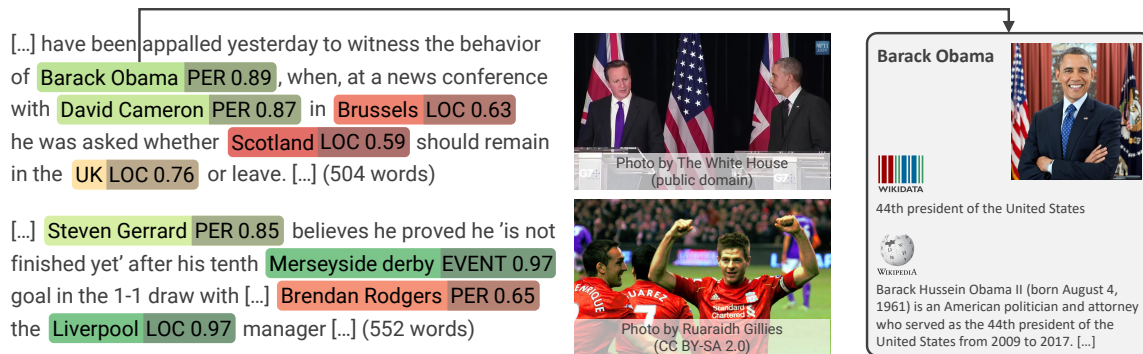 [...] have been appalled yesterday to witness the behavior
of Barack Obama PER 0.89, when, at a news conference
with David Cameron PER 0.87 in Brussels LOC 0.63
he was asked whether Scotland LOC 0.59 should remain
in the UK LOC 0.76 or leave. [...] (504 words)
[...] Steven Gerrard PER 0.85 believes he proved he 'is not
finished yet' after his tenth Merseyside derby EVENT 0.97
goal in the 1-1 draw with [...] Brendan Rodgers PER 0.65
the Liverpool LOC 0.97 manager [...] (552 words)
Photo by The White House
(public domain)
G7
ENRIQUE
UAREZ
7
Standard
Chartered
Photo by Ruaraidh Gillies
(CC BY-SA 2.0)
Barack Obama
WIKIDATA
44th president of the United States
WIKIPEDIA
Barack Hussein Obama II (born August 4,
1961) is an American politician and attorney
who served as the 44th president of the
United States from 2009 to 2017. [...]